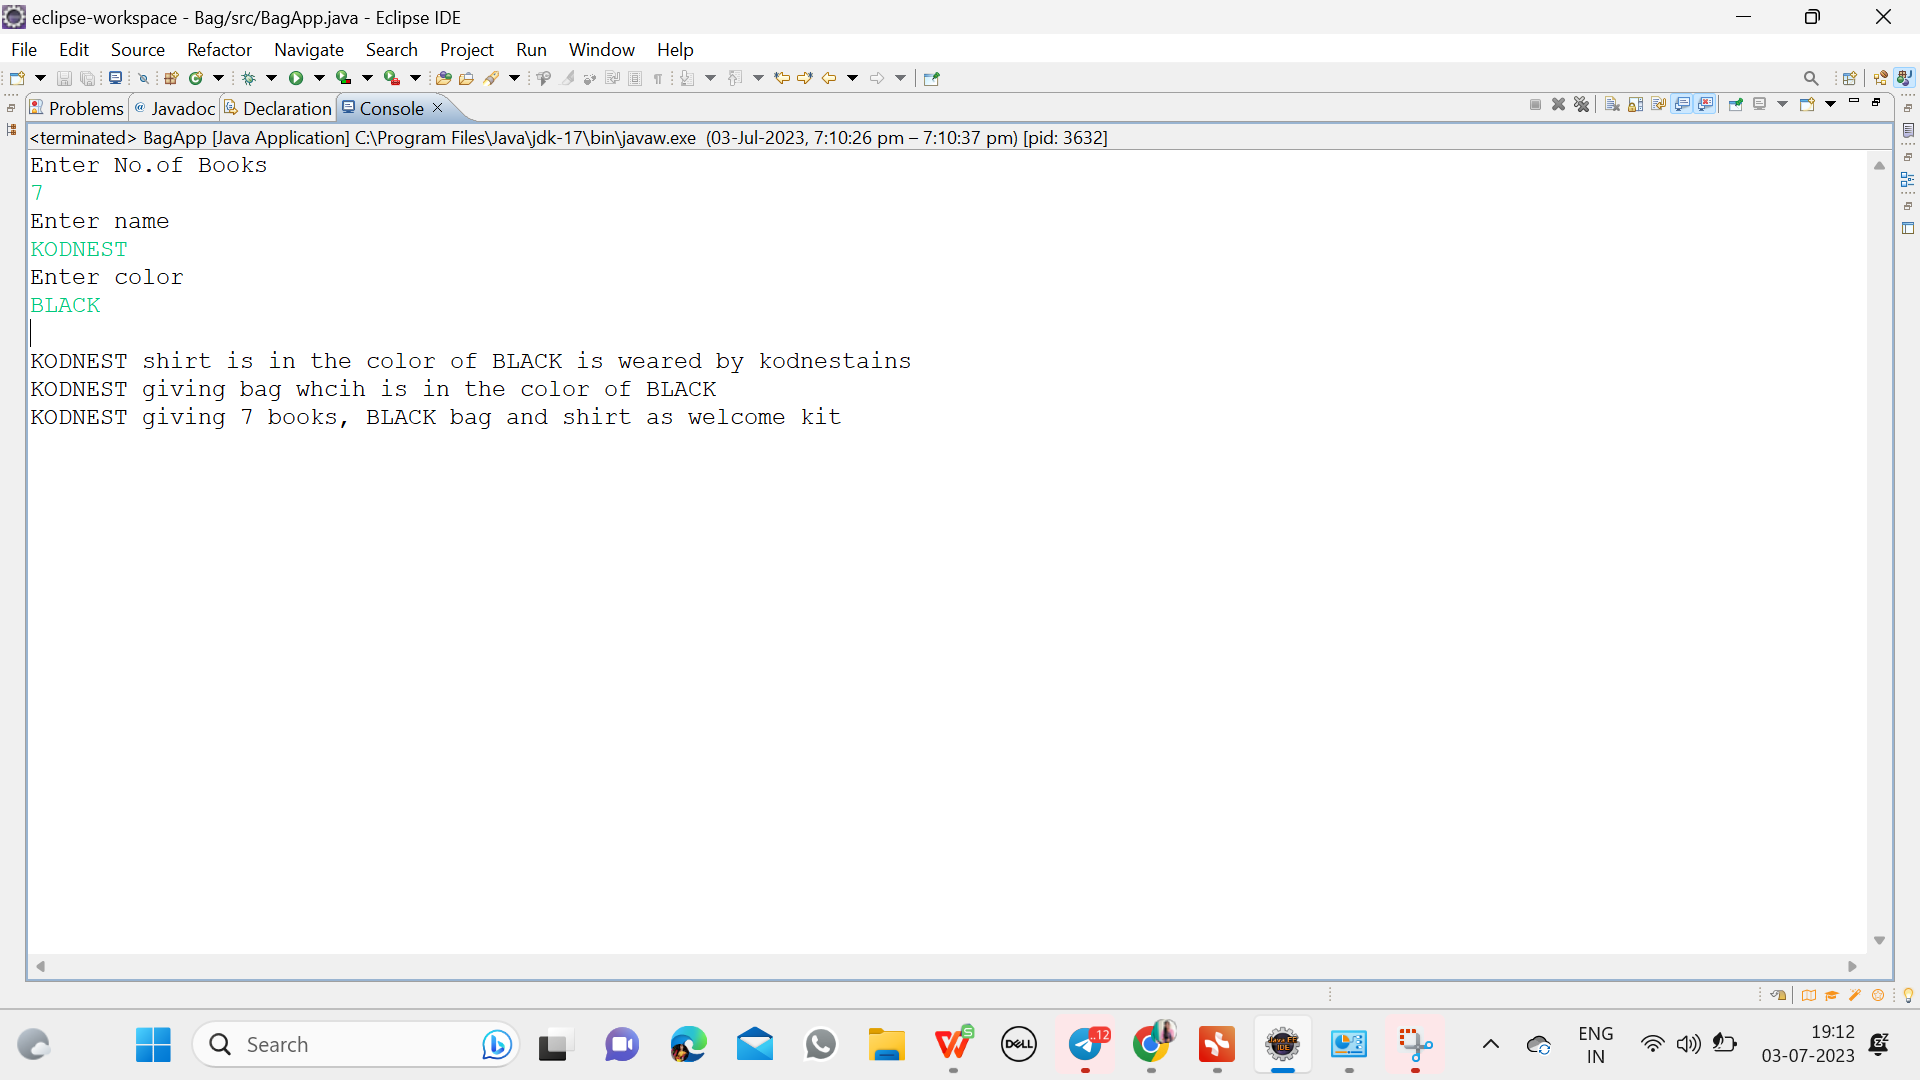 eclipse-workspace - Bag/src/BagApp.java - Eclipse IDE
File Edit Source Refactor Navigate Search Project Run Window Help
Problems @ Javadoc Declaration Console
<terminated> BagApp [Java Application] C:\Program Files\Java\jdk-17\bin\javaw.exe (03-Jul-2023, 7:10:26 pm – 7:10:37 pm) [pid: 3632]
Enter No.of Books
7
Enter name
KODNEST
Enter color
BLACK
KODNEST shirt is in the color of BLACK is weared by kodnestains
KODNEST giving bag whcih is in the color of BLACK
KODNEST giving 7 books, BLACK bag and shirt as welcome kit
Search
DELL
..12
Java EE
IDE
ENG
IN
19:12
03-07-2023